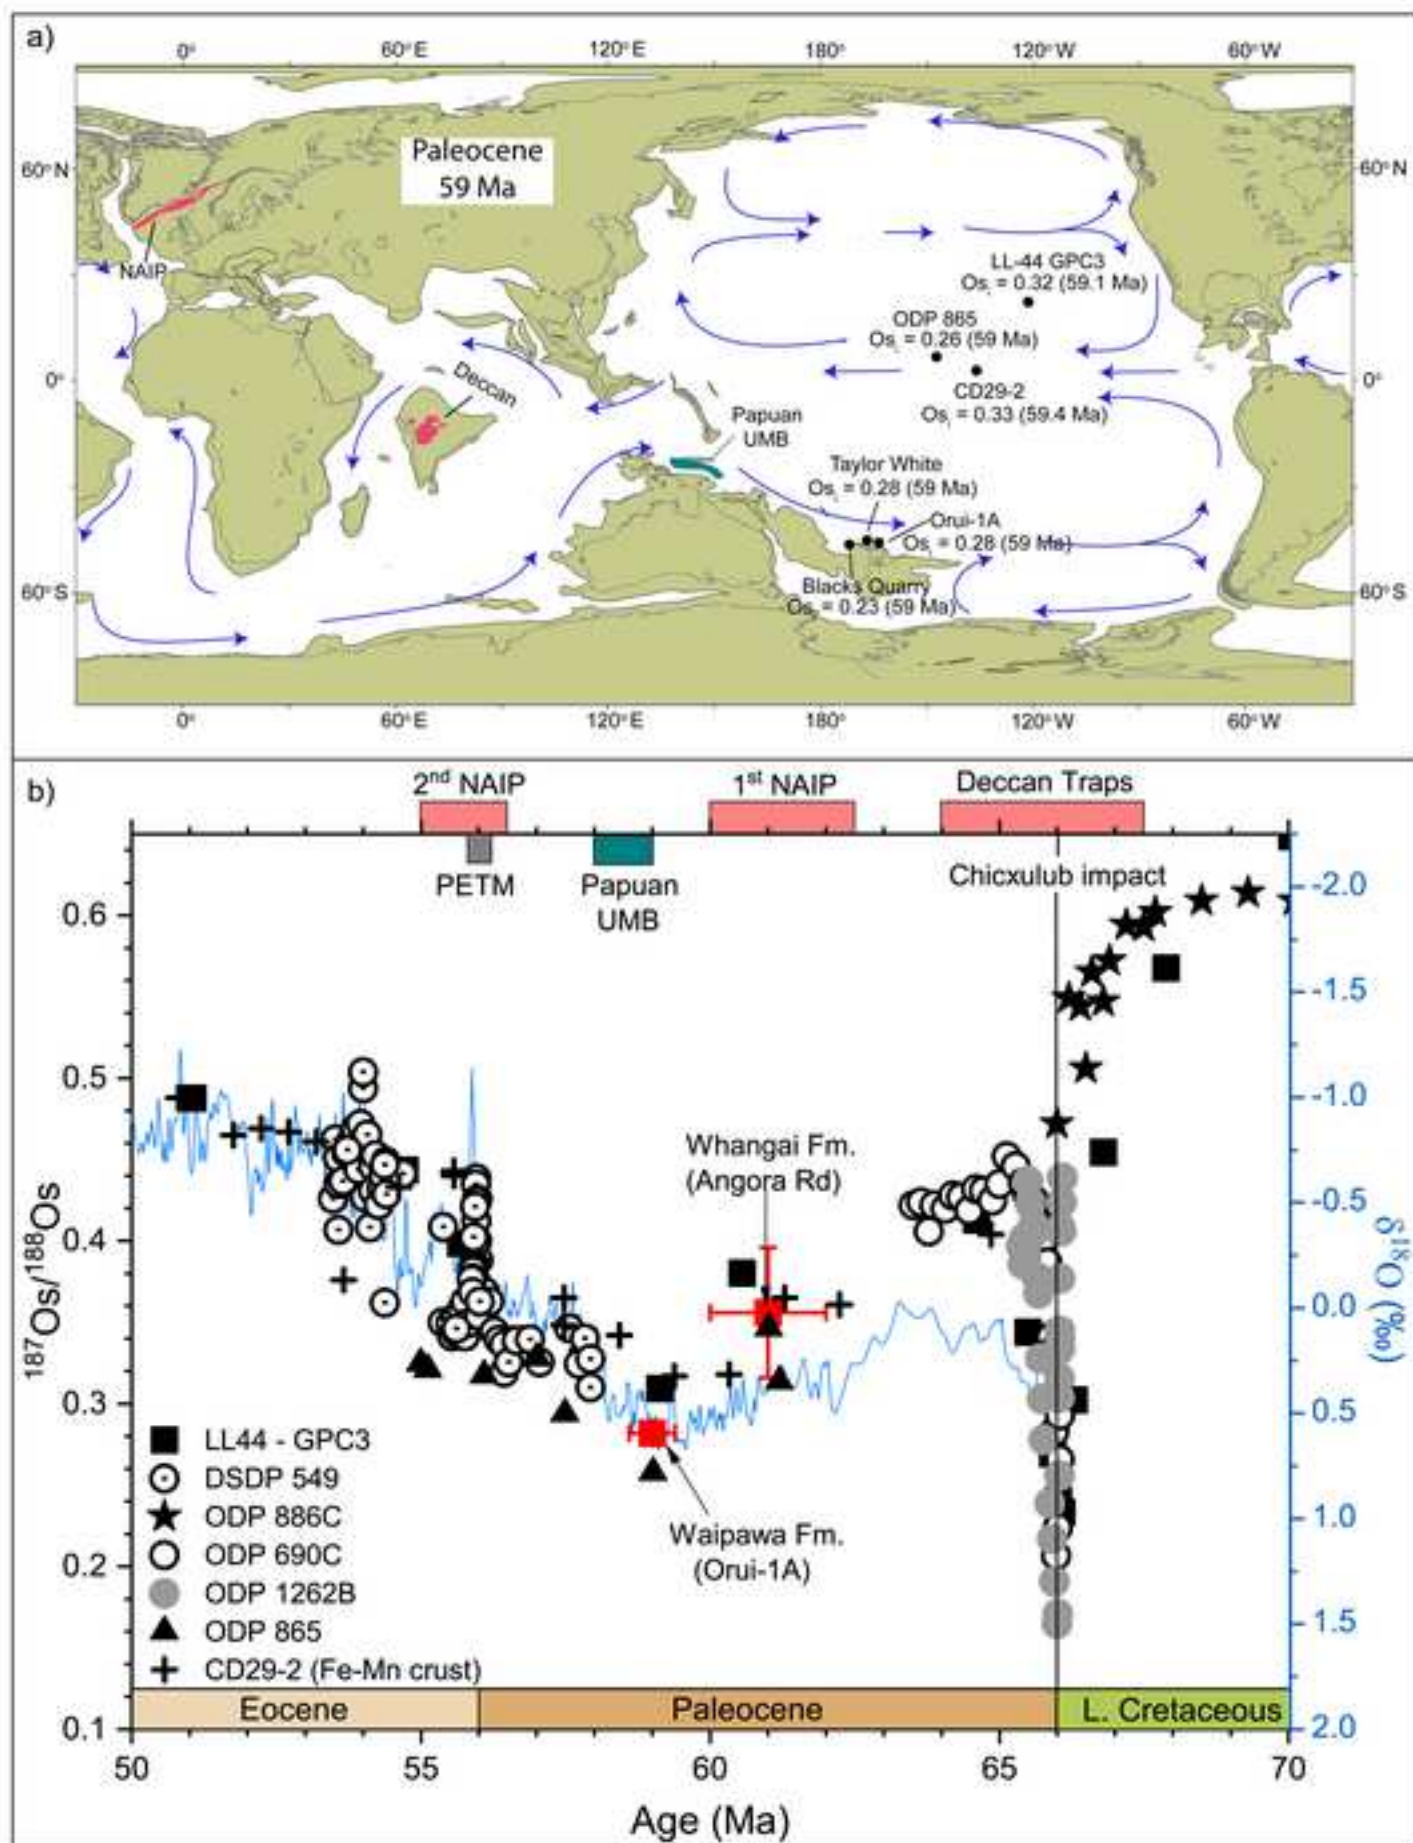 a)
0° 60°E 120°E 180° 120°W 60°W
Paleocene
59 Ma
60°N 60°N
NAIP
LL-44 GPC3
Osᵢ = 0.32 (59.1 Ma)
ODP 865
Osᵢ = 0.26 (59 Ma)
0° 0°
Deccan
CD29-2
Osᵢ = 0.33 (59.4 Ma)
Papuan
UMB
Taylor White
Osᵢ = 0.28 (59 Ma)
Orui-1A
Osᵢ = 0.28 (59 Ma)
Blacks Quarry
Osᵢ = 0.23 (59 Ma)
60°S 60°S
0° 60°E 120°E 180° 120°W 60°W
b)
2ⁿᵈ NAIP 1ˢᵗ NAIP Deccan Traps
PETM Papuan
UMB
Chicxulub impact
0.6
0.5
0.4
0.3
0.2
0.1
¹⁸⁷Os/¹⁸⁸Os
-2.0
-1.5
-1.0
-0.5
0.0
0.5
1.0
1.5
2.0
δ¹⁸O (‰)
Whangai Fm.
(Angora Rd)
Waipawa Fm.
(Orui-1A)
LL44 - GPC3
DSDP 549
ODP 886C
ODP 690C
ODP 1262B
ODP 865
CD29-2 (Fe-Mn crust)
Eocene Paleocene L. Cretaceous
50 55 60 65 70
Age (Ma)